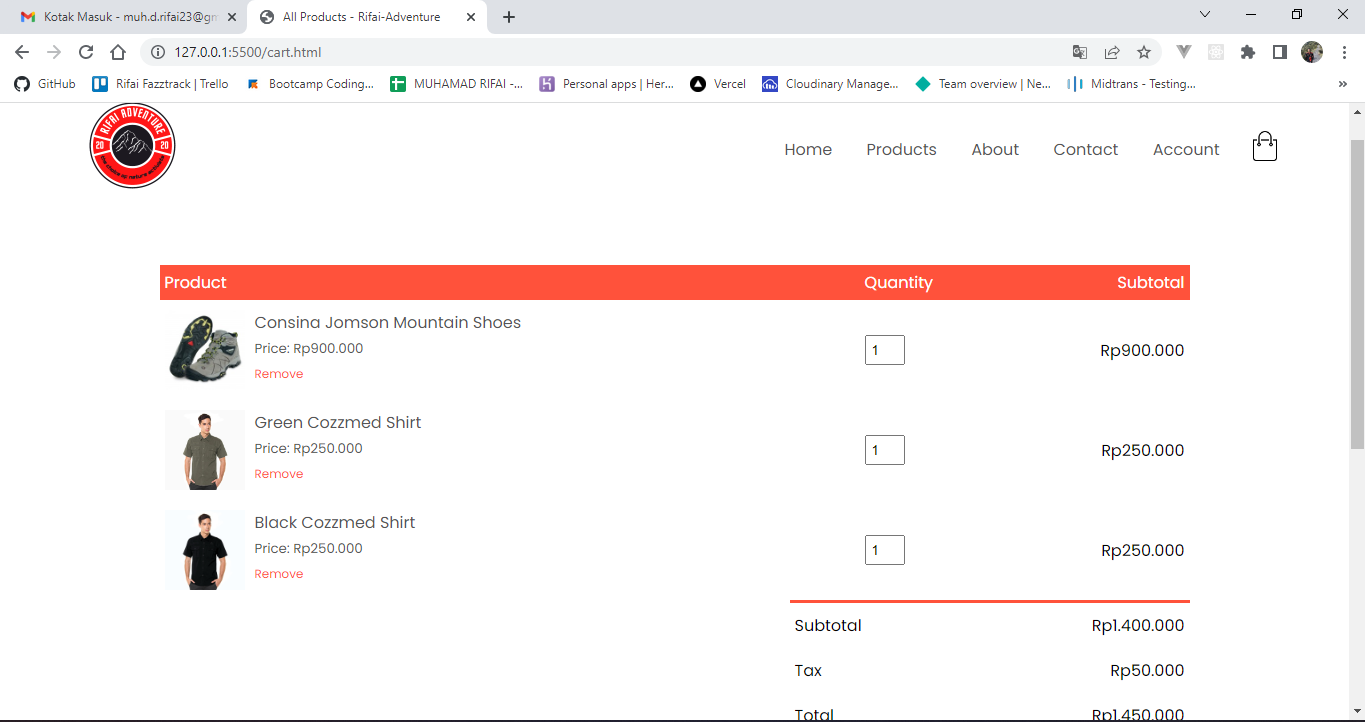 Kotak Masuk - muh.d.rifai23@gm
All Products - Rifai-Adventure
127.0.0.1:5500/cart.html
GitHub
Rifai Fazztrack | Trello
Bootcamp Coding...
MUHAMAD RIFAI -...
Personal apps | Her...
Vercel
Cloudinary Manage...
Team overview | Ne...
Midtrans - Testing...
RIFAI ADVENTURE
20 20
Home Products About Contact Account
Product Quantity Subtotal
Consina Jomson Mountain Shoes
Price: Rp900.000
Remove
1
Rp900.000
Green Cozzmed Shirt
Price: Rp250.000
Remove
1
Rp250.000
Black Cozzmed Shirt
Price: Rp250.000
Remove
1
Rp250.000
Subtotal Rp1.400.000
Tax Rp50.000
Total Rp1.450.000